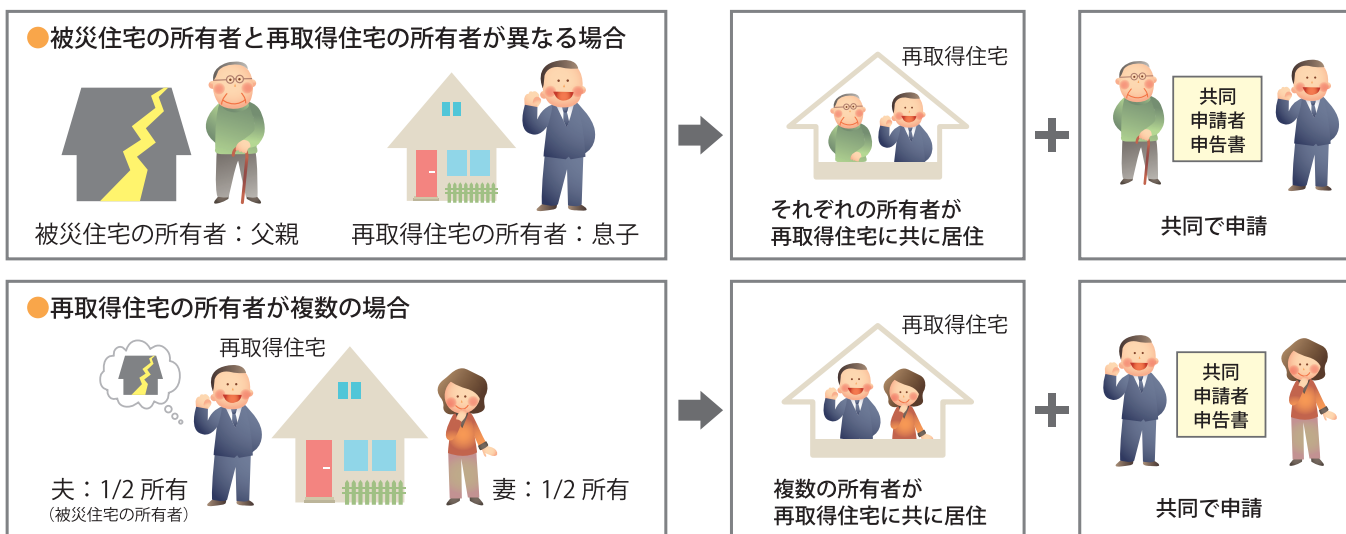 ●被災住宅の所有者と再取得住宅の所有者が異なる場合
被災住宅の所有者：父親
再取得住宅の所有者：息子
再取得住宅
それぞれの所有者が
再取得住宅に共に居住
共同
申請者
申告書
共同で申請
●再取得住宅の所有者が複数の場合
再取得住宅
夫：1/2 所有
（被災住宅の所有者）
妻：1/2 所有
再取得住宅
複数の所有者が
再取得住宅に共に居住
共同
申請者
申告書
共同で申請